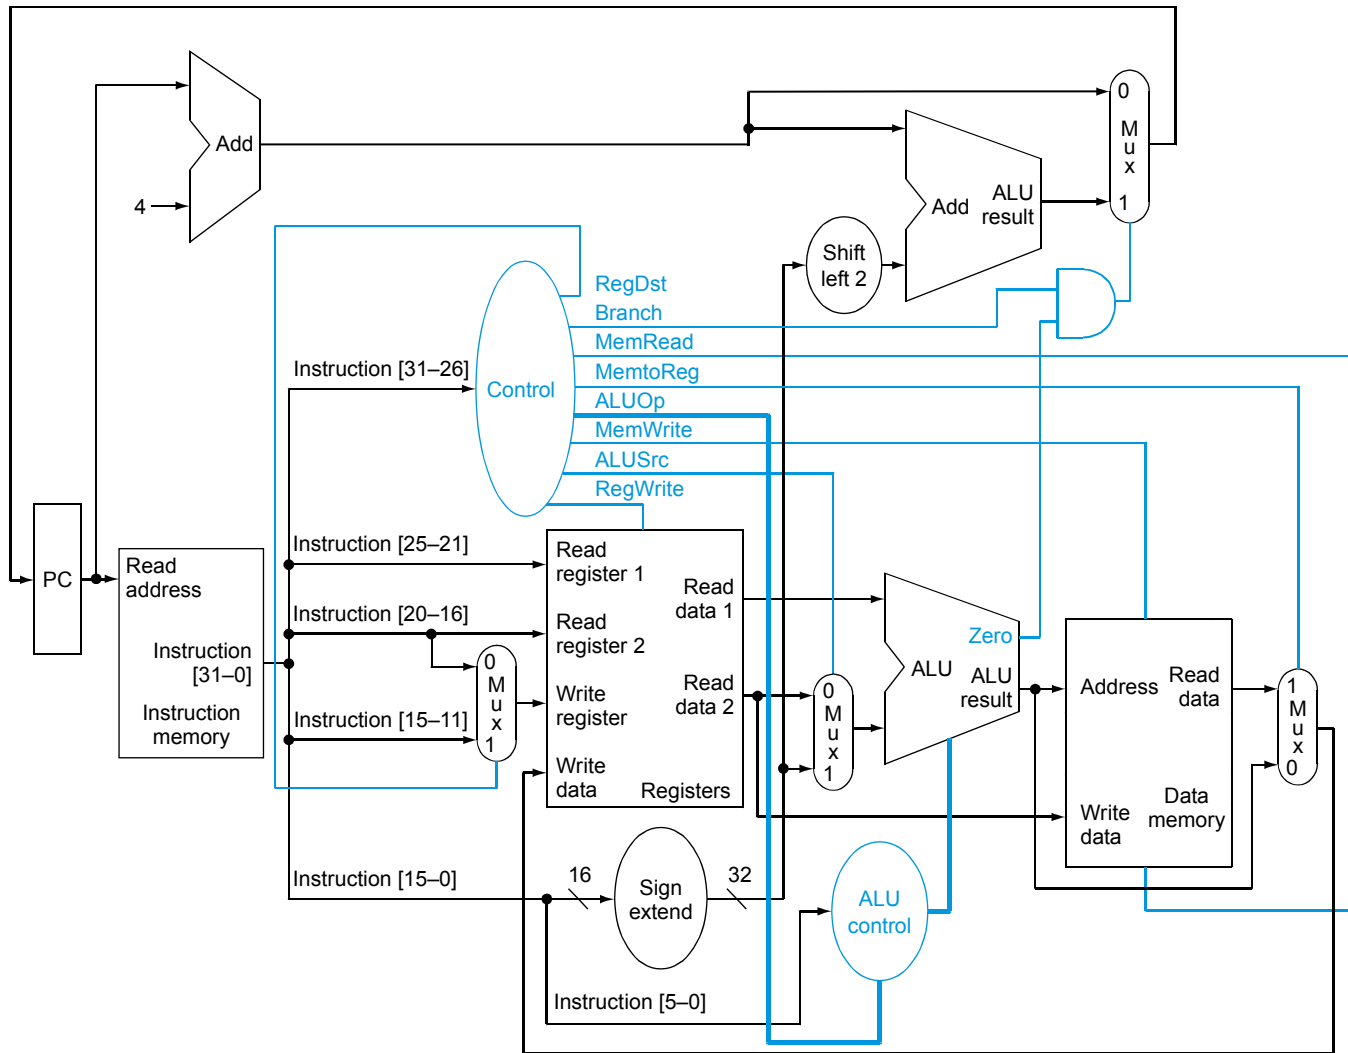 0
M
u
x
1
Add
4
Add
ALU
result
Shift
left 2
RegDst
Branch
MemRead
MemtoReg
ALUOp
MemWrite
ALUSrc
RegWrite
Instruction [31–26]
Control
PC
Read
address
Instruction
[31–0]
Instruction
memory
Instruction [25–21]
Instruction [20–16]
Instruction [15–11]
0
M
u
x
1
Read
register 1
Read
register 2
Write
register
Write
data
Read
data 1
Read
data 2
Registers
0
M
u
x
1
Zero
ALU
ALU
result
Address
Read
data
Write
data
Data
memory
1
M
u
x
0
Instruction [15–0]
16
Sign
extend
32
ALU
control
Instruction [5–0]